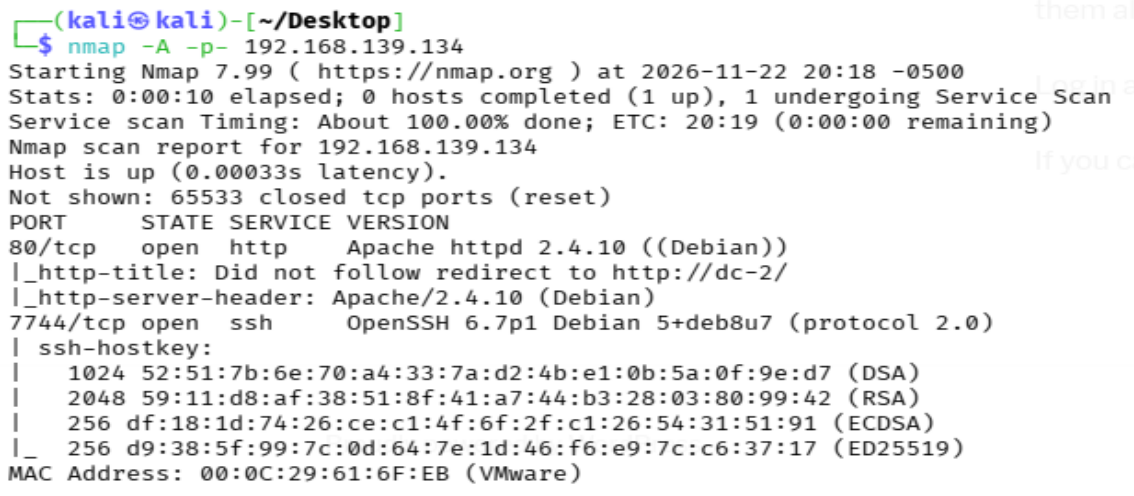 ┌──(kali㉿kali)-[~/Desktop]
└─$ nmap -A -p- 192.168.139.134
Starting Nmap 7.99 ( https://nmap.org ) at 2026-11-22 20:18 -0500
Stats: 0:00:10 elapsed; 0 hosts completed (1 up), 1 undergoing Service Scan
Service scan Timing: About 100.00% done; ETC: 20:19 (0:00:00 remaining)
Nmap scan report for 192.168.139.134
Host is up (0.00033s latency).
Not shown: 65533 closed tcp ports (reset)
PORT     STATE SERVICE VERSION
80/tcp   open  http    Apache httpd 2.4.10 ((Debian))
|_http-title: Did not follow redirect to http://dc-2/
|_http-server-header: Apache/2.4.10 (Debian)
7744/tcp open  ssh     OpenSSH 6.7p1 Debian 5+deb8u7 (protocol 2.0)
| ssh-hostkey:
|   1024 52:51:7b:6e:70:a4:33:7a:d2:4b:e1:0b:5a:0f:9e:d7 (DSA)
|   2048 59:11:d8:af:38:51:8f:41:a7:44:b3:28:03:80:99:42 (RSA)
|   256 df:18:1d:74:26:ce:c1:4f:6f:2f:c1:26:54:31:51:91 (ECDSA)
|_  256 d9:38:5f:99:7c:0d:64:7e:1d:46:f6:e9:7c:c6:37:17 (ED25519)
MAC Address: 00:0C:29:61:6F:EB (VMware)
them al
Log in a
If you c